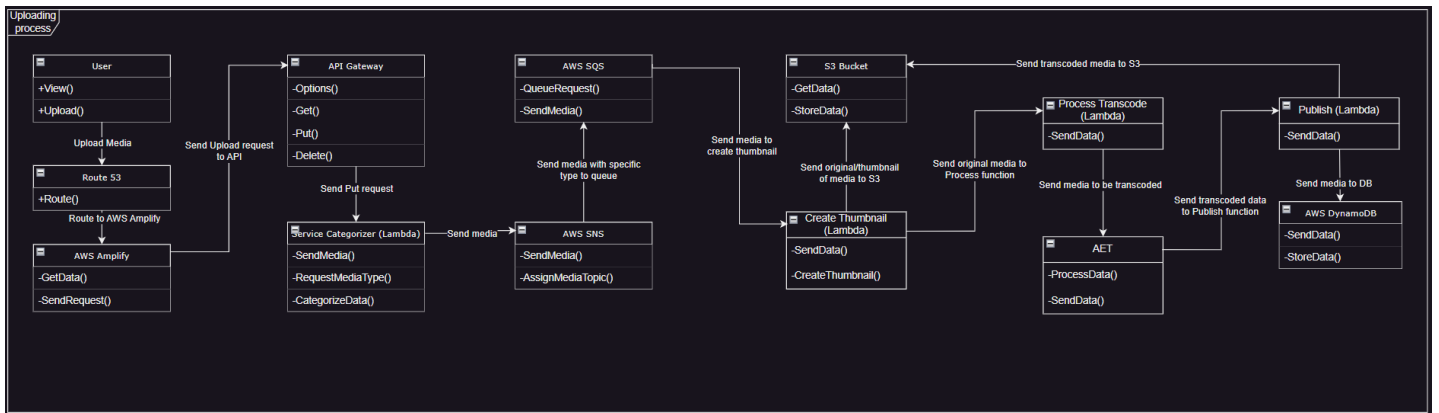 Uploading
process
User
+View()
+Upload()
Upload Media
Route 53
+Route()
Route to AWS Amplify
AWS Amplify
-GetData()
-SendRequest()
Send Upload request
to API
API Gateway
-Options()
-Get()
-Put()
-Delete()
Send Put request
Service Categorizer (Lambda)
-SendMedia()
-RequestMediaType()
-CategorizeData()
Send media
AWS SQS
-QueueRequest()
-SendMedia()
Send media with specific
type to queue
AWS SNS
-SendMedia()
-AssignMediaTopic()
Send media to
create thumbnail
S3 Bucket
-GetData()
-StoreData()
Send original/thumbnail
of media to S3
Create Thumbnail
(Lambda)
-SendData()
-CreateThumbnail()
Send original media to
Process function
Send transcoded media to S3
Process Transcode
(Lambda)
-SendData()
Send media to be transcoded
AET
-ProcessData()
-SendData()
Send transcoded data
to Publish function
Publish (Lambda)
-SendData()
Send media to DB
AWS DynamoDB
-SendData()
-StoreData()